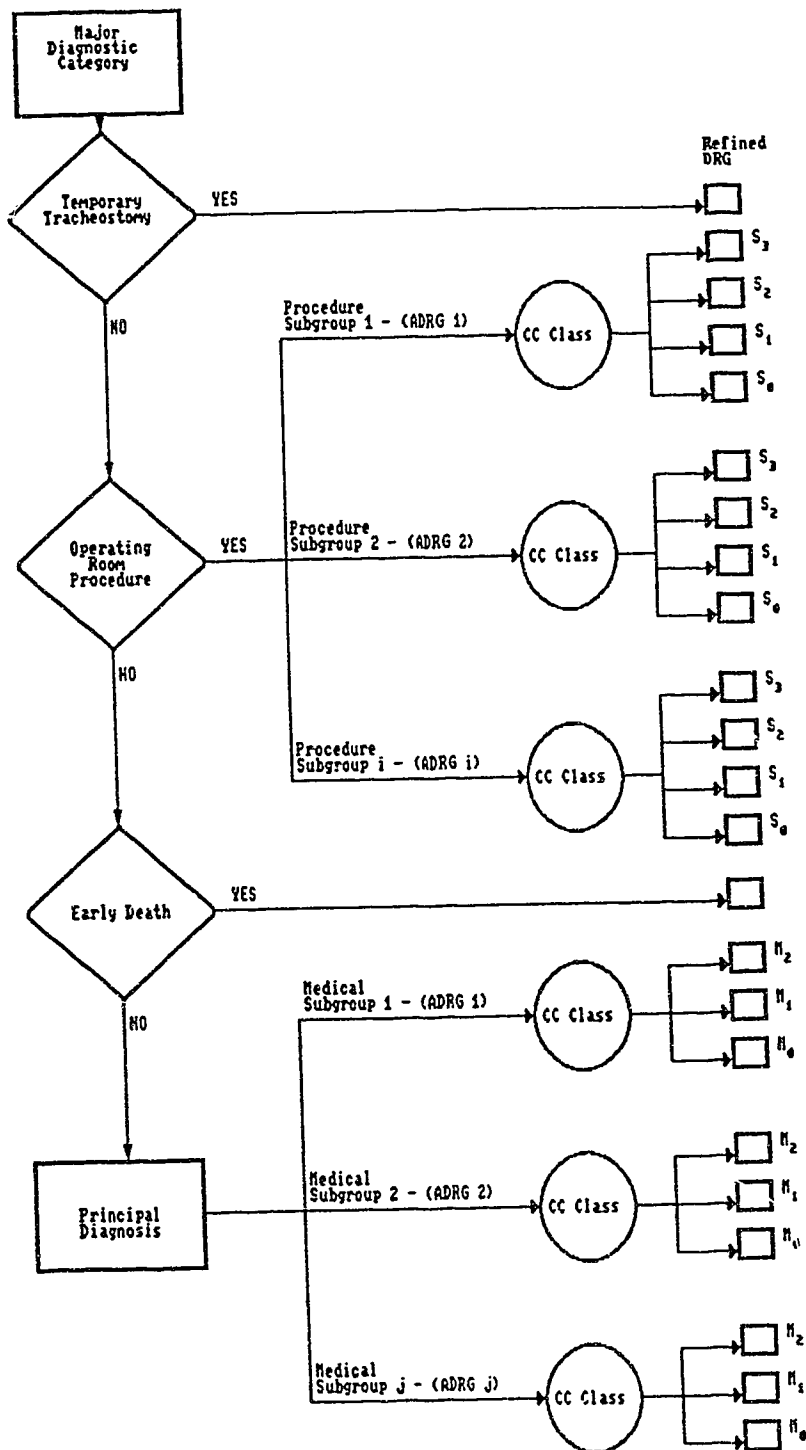 Major
Diagnostic
Category
Refined
DRG
Temporary
Tracheostomy
YES
NO
S₃
S₂
S₁
S₀
Procedure
Subgroup 1 - (ADRG 1)
CC Class
Operating
Room
Procedure
YES
NO
Procedure
Subgroup 2 - (ADRG 2)
CC Class
S₃
S₂
S₁
S₀
Procedure
Subgroup i - (ADRG i)
CC Class
S₃
S₂
S₁
S₀
Early Death
YES
NO
Medical
Subgroup 1 - (ADRG 1)
CC Class
M₂
M₁
M₀
Principal
Diagnosis
Medical
Subgroup 2 - (ADRG 2)
CC Class
M₂
M₁
M₀
Medical
Subgroup j - (ADRG j)
CC Class
M₂
M₁
M₀